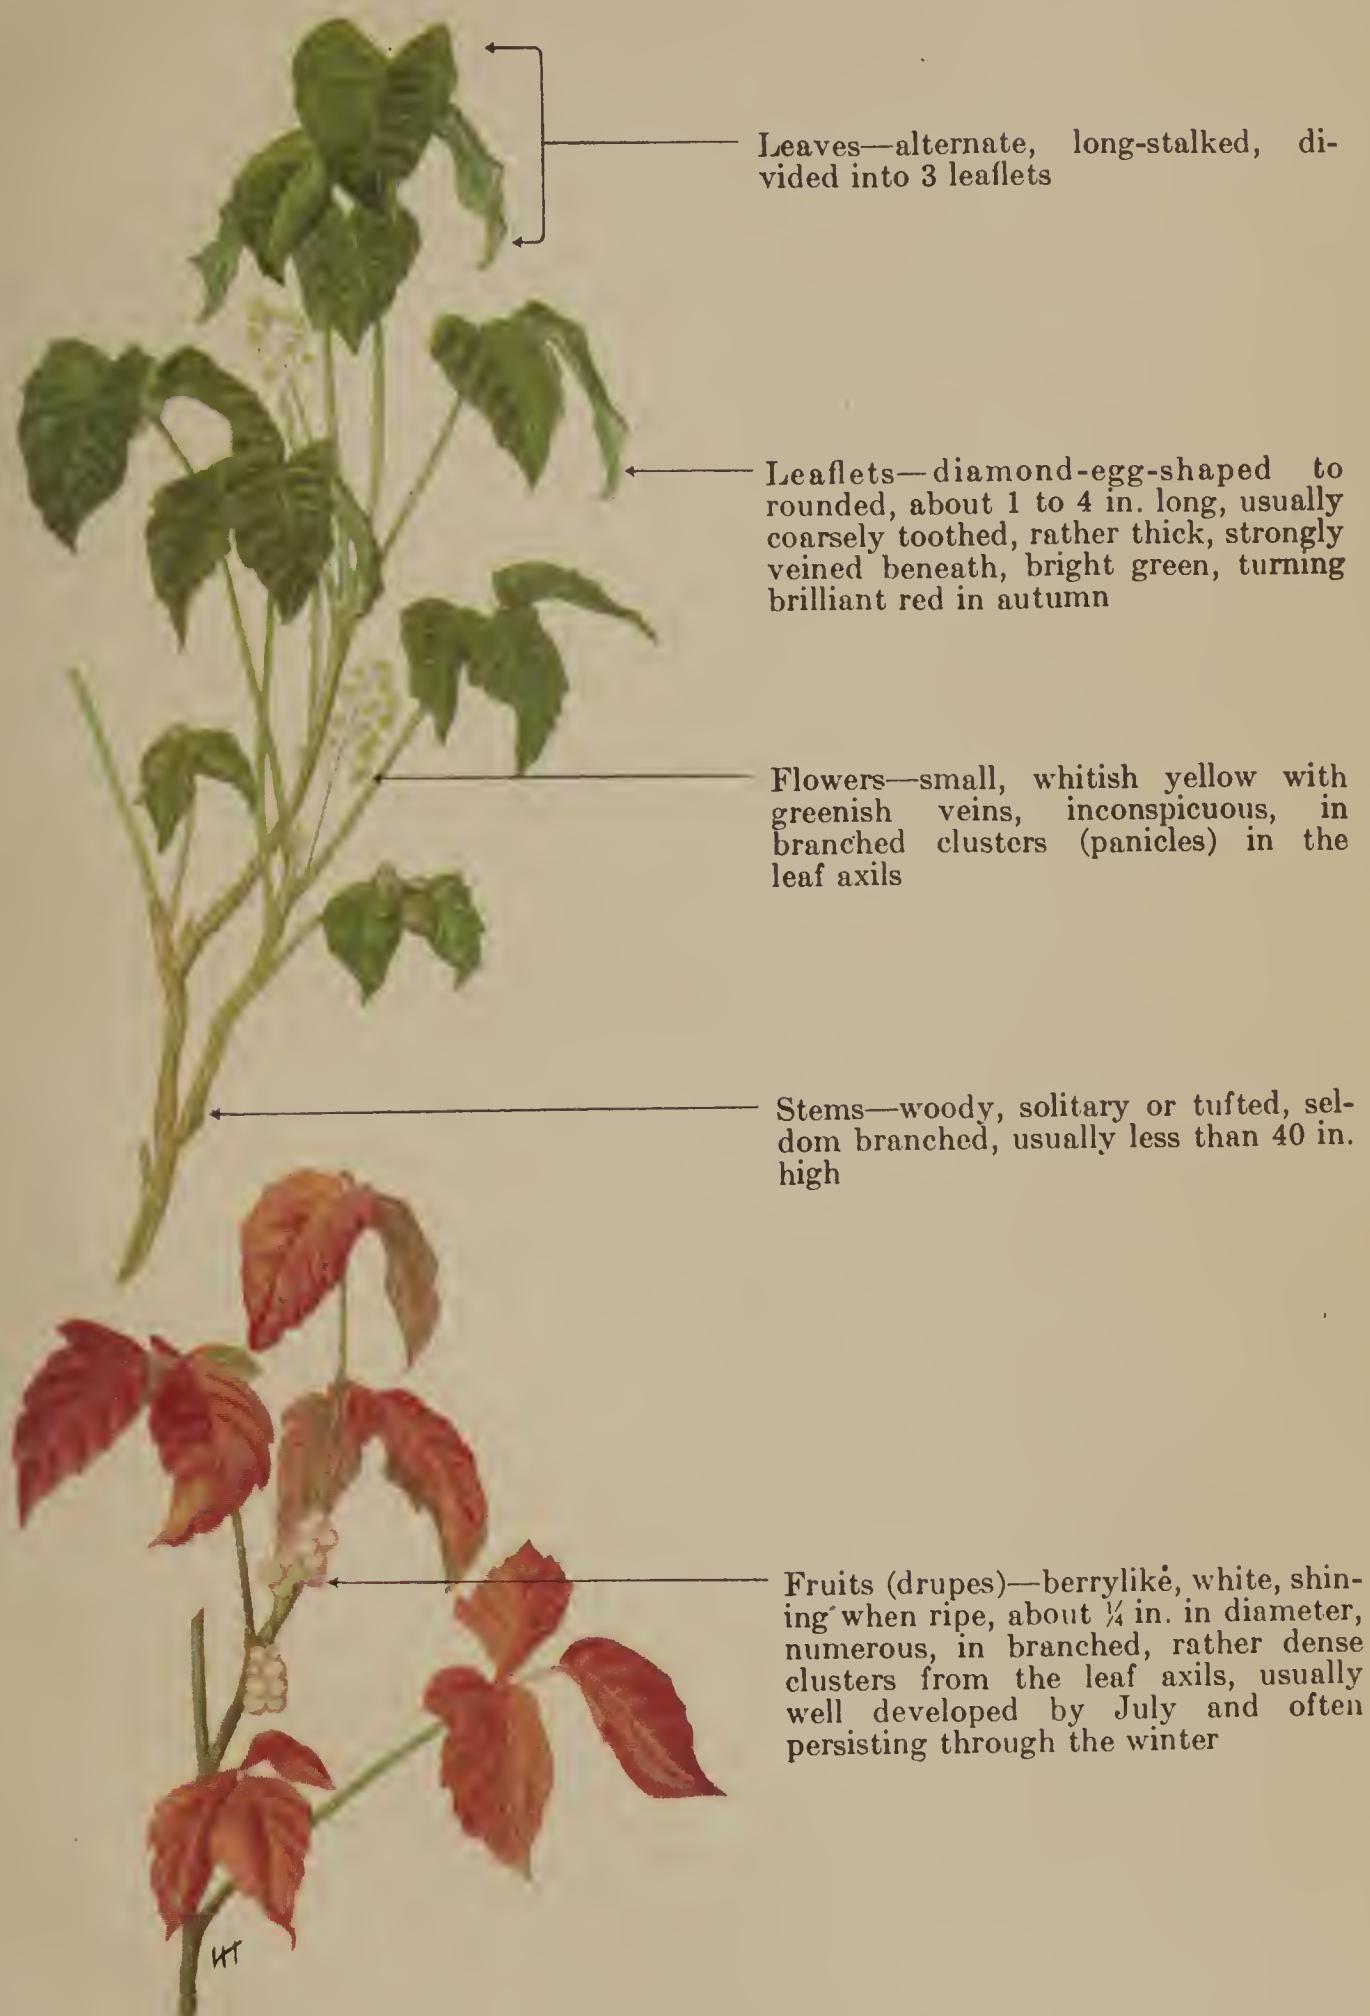 Leaves—alternate, long-stalked, di-
vided into 3 leaflets
Leaflets—diamond-egg-shaped to
rounded, about 1 to 4 in. long, usually
coarsely toothed, rather thick, strongly
veined beneath, bright green, turning
brilliant red in autumn
Flowers—small, whitish yellow with
greenish veins, inconspicuous, in
branched clusters (panicles) in the
leaf axils
Stems—woody, solitary or tufted, sel-
dom branched, usually less than 40 in.
high
Fruits (drupes)—berrylike, white, shin-
ing when ripe, about ¼ in. in diameter,
numerous, in branched, rather dense
clusters from the leaf axils, usually
well developed by July and often
persisting through the winter
HT